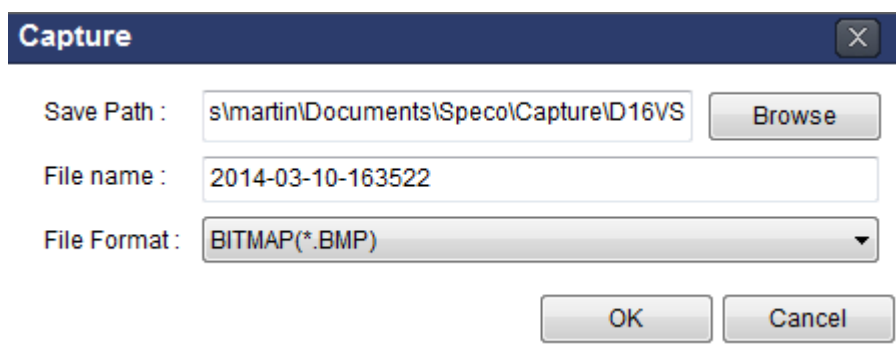 Capture
Save Path : s\martin\Documents\Speco\Capture\D16VS Browse
File name : 2014-03-10-163522
File Format : BITMAP(*.BMP)
OK Cancel